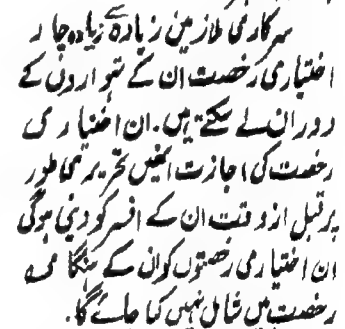 سرکاری ملازمین زیادہ سے زیادہ چار
اختیاری رخصت ان کے تہواروں کے
دوران لے سکتے ہیں۔ ان اختیاری
رخصت کی اجازت انہیں تحریری طور
پر قبل از وقت ان کے افسر کو دینی ہوگی
ان اختیاری رخصتوں کو ان کے ہنگامی
رخصت میں شامل نہیں کیا جائے گا۔